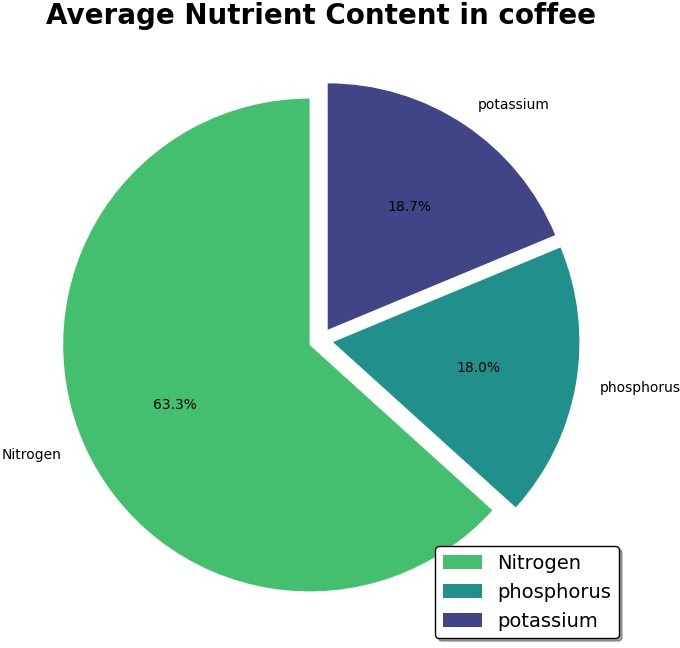 Average Nutrient Content in coffee
potassium
18.7%
18.0%
phosphorus
63.3%
Nitrogen
Nitrogen
phosphorus
potassium